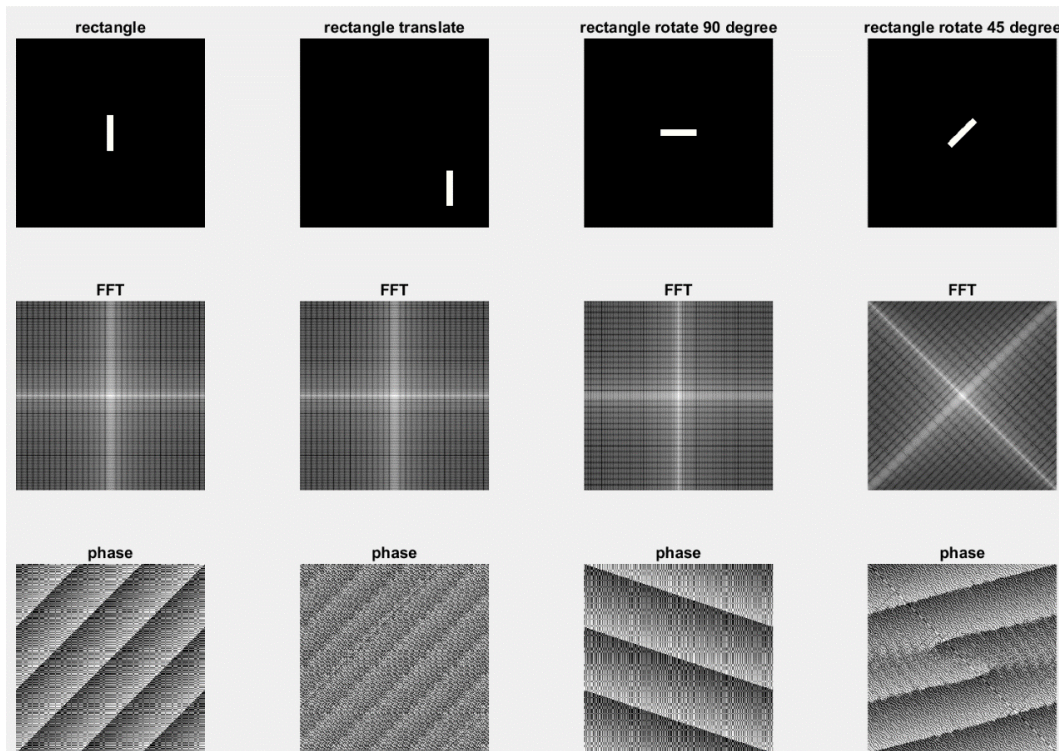 rectangle
rectangle translate
rectangle rotate 90 degree
rectangle rotate 45 degree
FFT
FFT
FFT
FFT
phase
phase
phase
phase